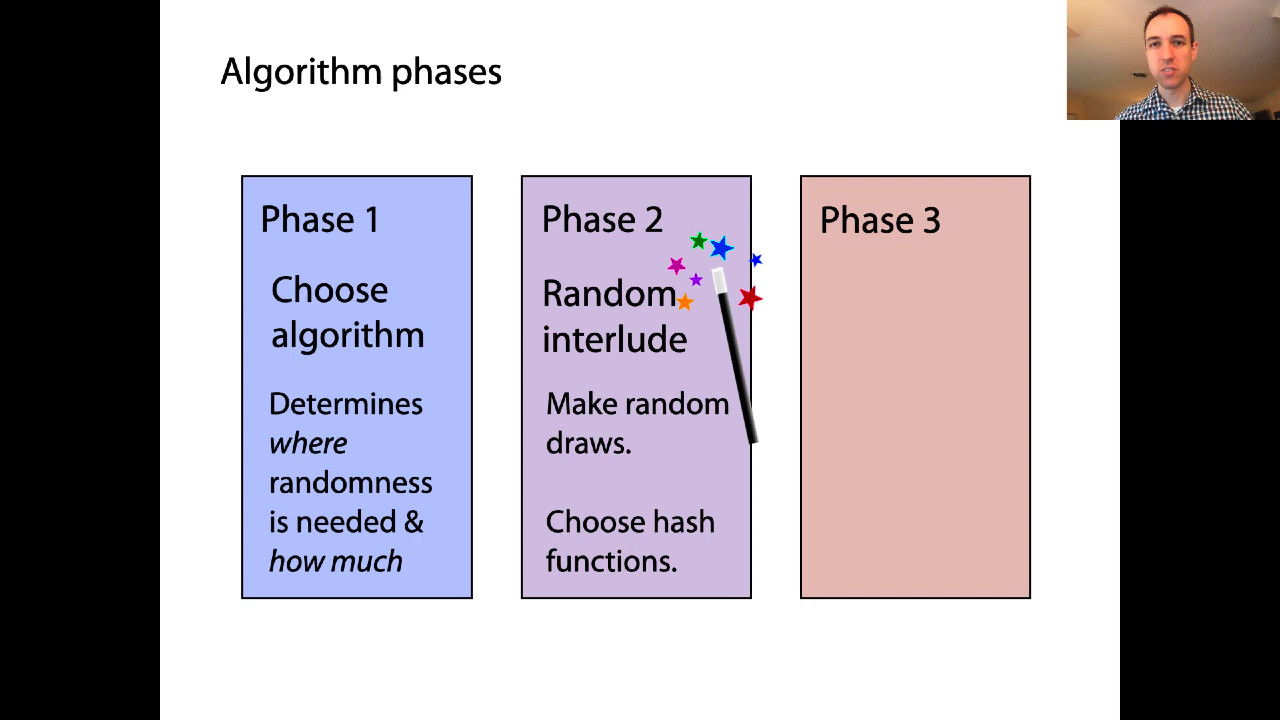 Algorithm phases
Phase 1
Choose
algorithm
Determines
where
randomness
is needed &
how much
Phase 2
Random
interlude
Make random
draws.
Choose hash
functions.
Phase 3